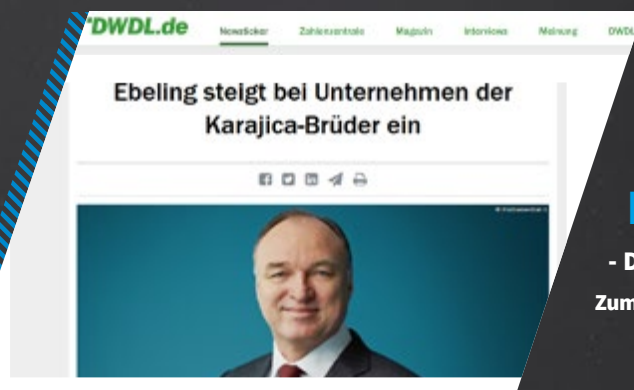 DWDL.de
Newsticker Zahlenzentrale Magazin Interviews Meinung DWDL
Ebeling steigt bei Unternehmen der
Karajica-Brüder ein
- D
Zum